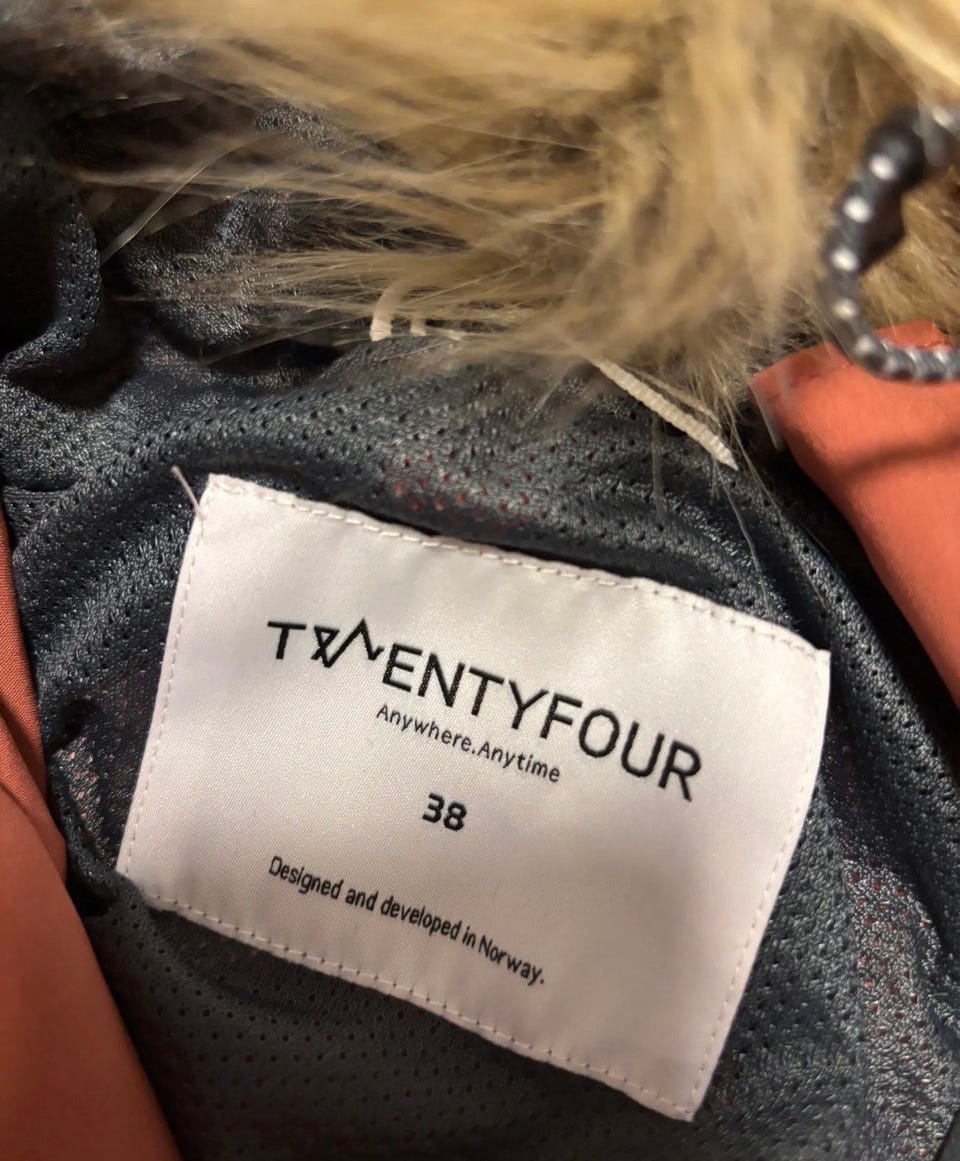 TWENTYFOUR
Anywhere.Anytime
38
Designed and developed in Norway.